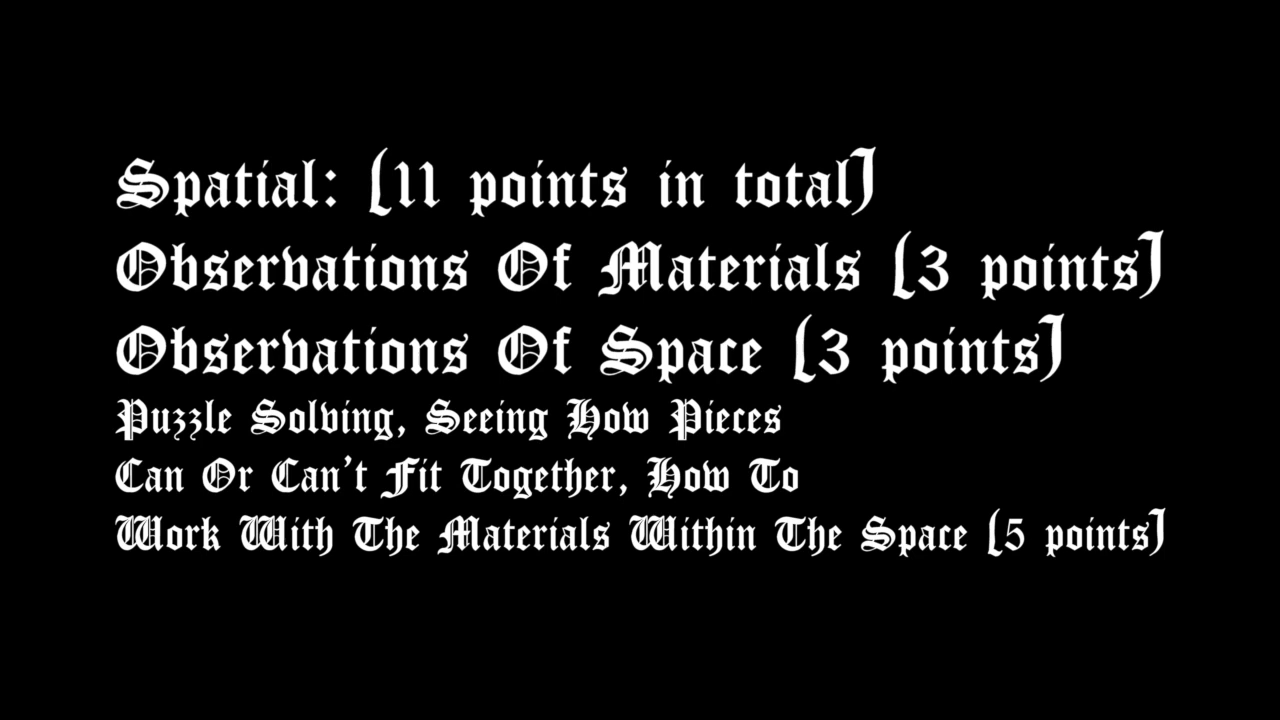 Spatial: (11 points in total)
Observations Of Materials (3 points)
Observations Of Space (3 points)
Puzzle Solving, Seeing How Pieces
Can Or Can't Fit Together, How To
Work With The Materials Within The Space (5 points)